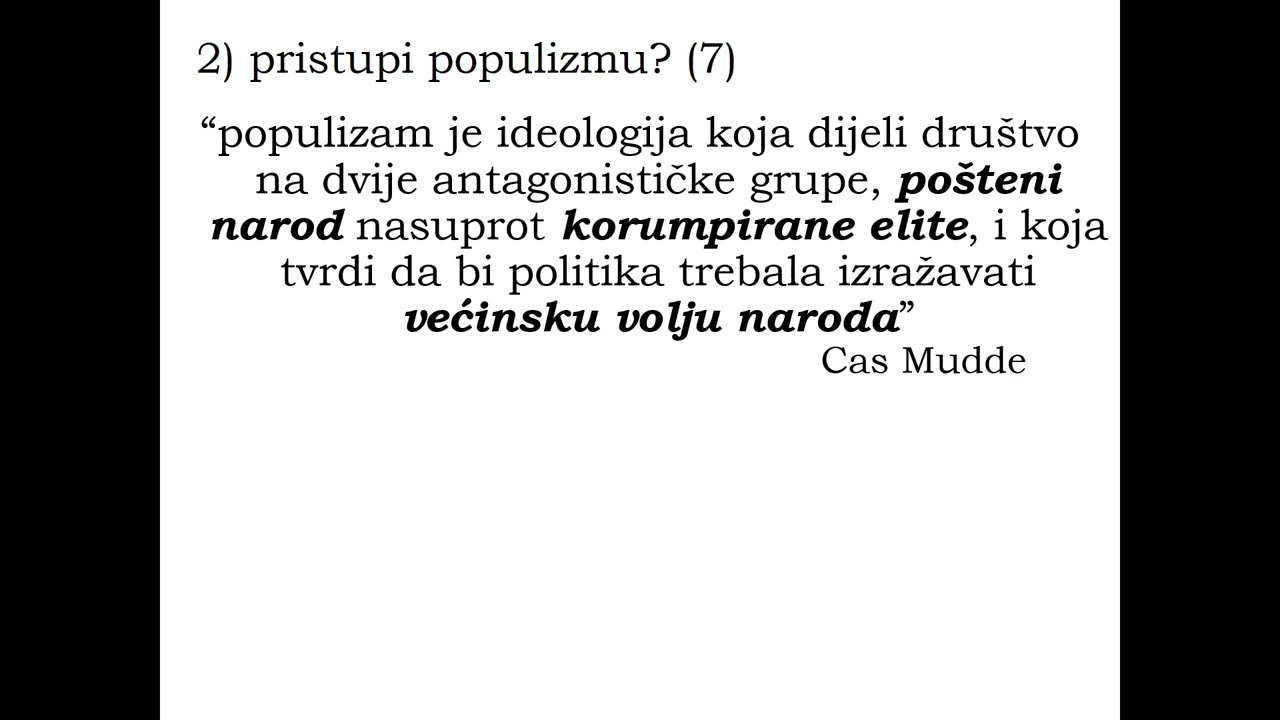 2) pristupi populizmu? (7)
“populizam je ideologija koja dijeli društvo
na dvije antagonističke grupe, pošteni
narod nasuprot korumpirane elite, i koja
tvrdi da bi politika trebala izražavati
većinsku volju naroda”
Cas Mudde